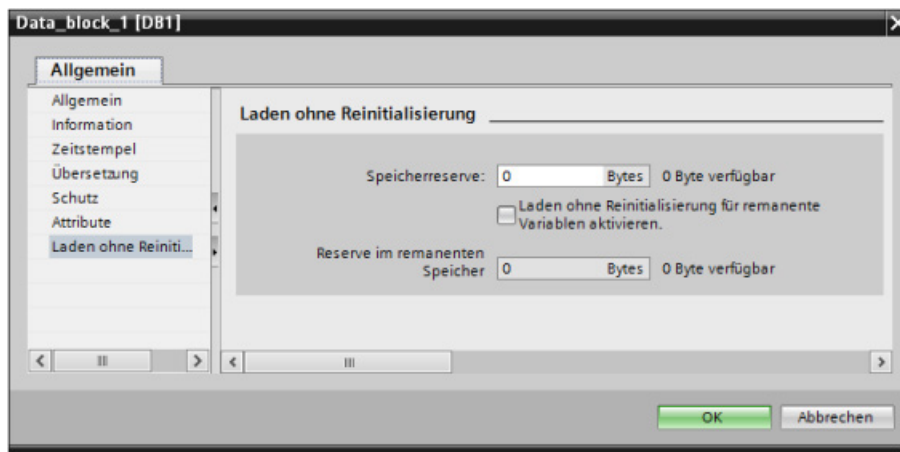 Data_block_1 [DB1]
Allgemein
Allgemein
Information
Zeitstempel
Übersetzung
Schutz
Attribute
Laden ohne Reiniti...
Laden ohne Reinitialisierung
Speicherreserve: 0 Bytes 0 Byte verfügbar
Laden ohne Reinitialisierung für remanente
Variablen aktivieren.
Reserve im remanenten
Speicher 0 Bytes 0 Byte verfügbar
OK Abbrechen